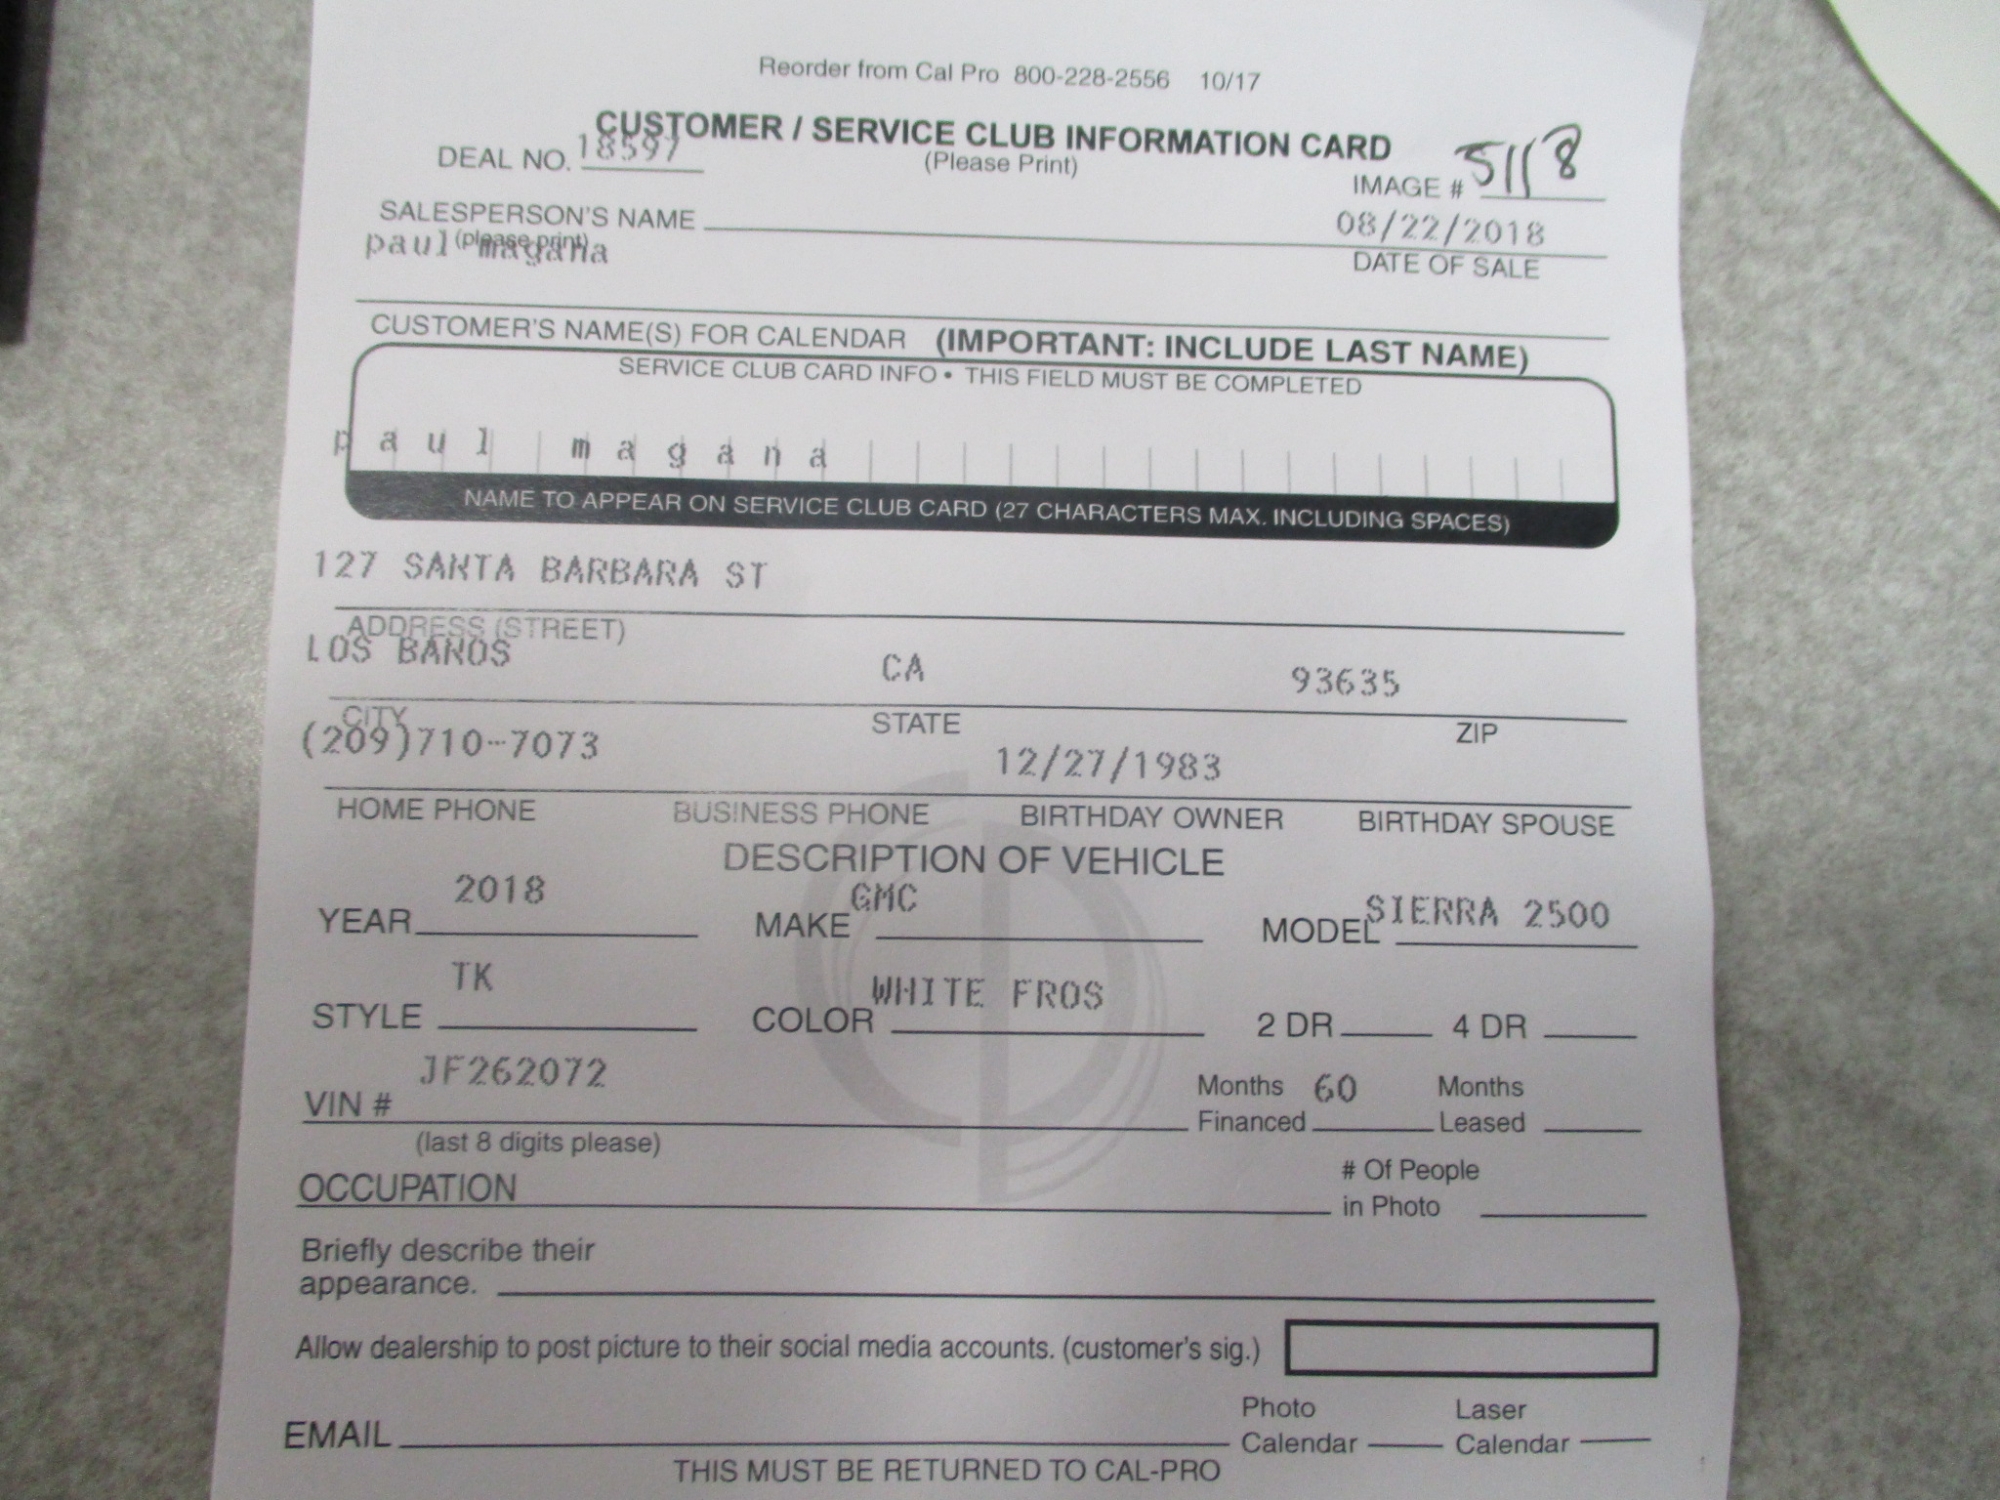 Reorder from Cal Pro 800-228-2556 10/17
CUSTOMER / SERVICE CLUB INFORMATION CARD
(Please Print)
DEAL NO. 18597
IMAGE # 5118
SALESPERSON'S NAME
(please print)
08/22/2018
DATE OF SALE
paul magana
CUSTOMER'S NAME(S) FOR CALENDAR (IMPORTANT: INCLUDE LAST NAME)
SERVICE CLUB CARD INFO • THIS FIELD MUST BE COMPLETED
paul magana
NAME TO APPEAR ON SERVICE CLUB CARD (27 CHARACTERS MAX. INCLUDING SPACES)
127 SANTA BARBARA ST
ADDRESS (STREET)
LOS BANOS CA 93635
CITY STATE ZIP
(209)710-7073 12/27/1983
HOME PHONE BUSINESS PHONE BIRTHDAY OWNER BIRTHDAY SPOUSE
DESCRIPTION OF VEHICLE
YEAR 2018 MAKE GMC MODEL SIERRA 2500
STYLE TK COLOR WHITE FROS 2 DR 4 DR
VIN # JF262072
(last 8 digits please)
Months Financed 60 Months Leased
OCCUPATION # Of People in Photo
Briefly describe their
appearance.
Allow dealership to post picture to their social media accounts. (customer's sig.)
EMAIL Photo Calendar Laser Calendar
THIS MUST BE RETURNED TO CAL-PRO